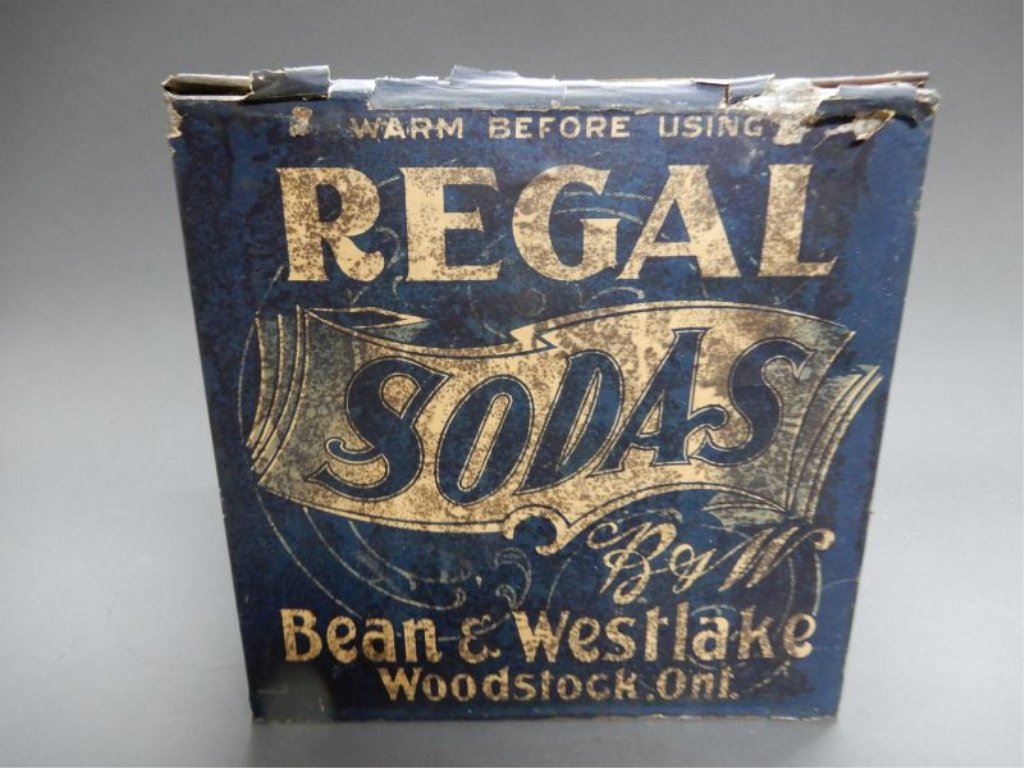 WARM BEFORE USING
REGAL
SODAS
B & W
Bean & Westlake
Woodstock, Ont.